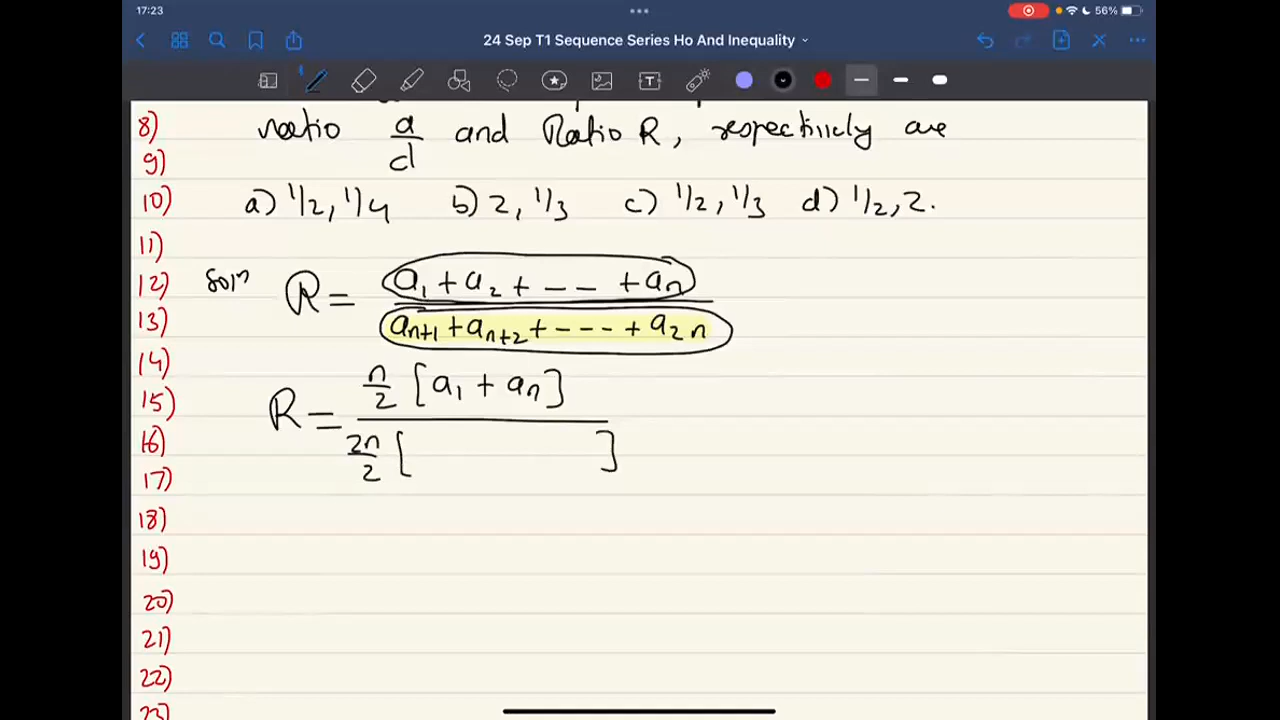 17:23
56%
24 Sep T1 Sequence Series Ho And Inequality
8) ratio a/d and Ratio R, respectively are
9)
10) a) 1/2, 1/4 b) 2, 1/3 c) 1/2, 1/3 d) 1/2, 2.
11)
12) Soln R = a₁ + a₂ + – – + aₙ
13) aₙ₊₁ + aₙ₊₂ + – – – + a₂ₙ
14)
15) R = n/2 [a₁ + aₙ]
16) 2n/2 [ ]
17)
18)
19)
20)
21)
22)
23)